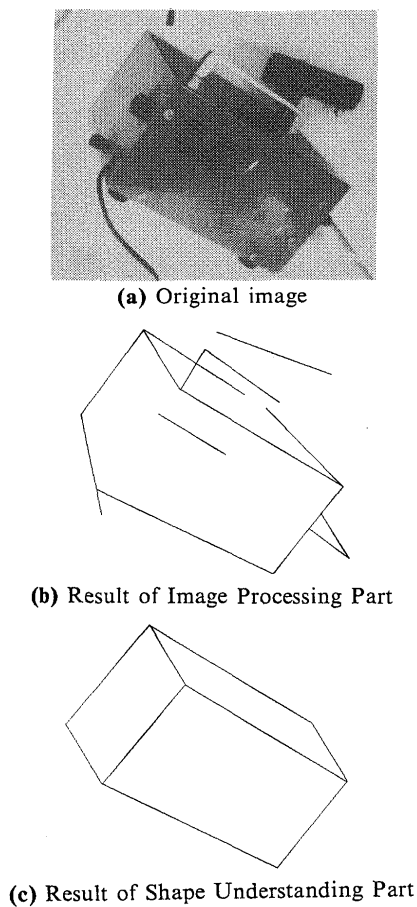 (a) Original image
(b) Result of Image Processing Part
(c) Result of Shape Understanding Part